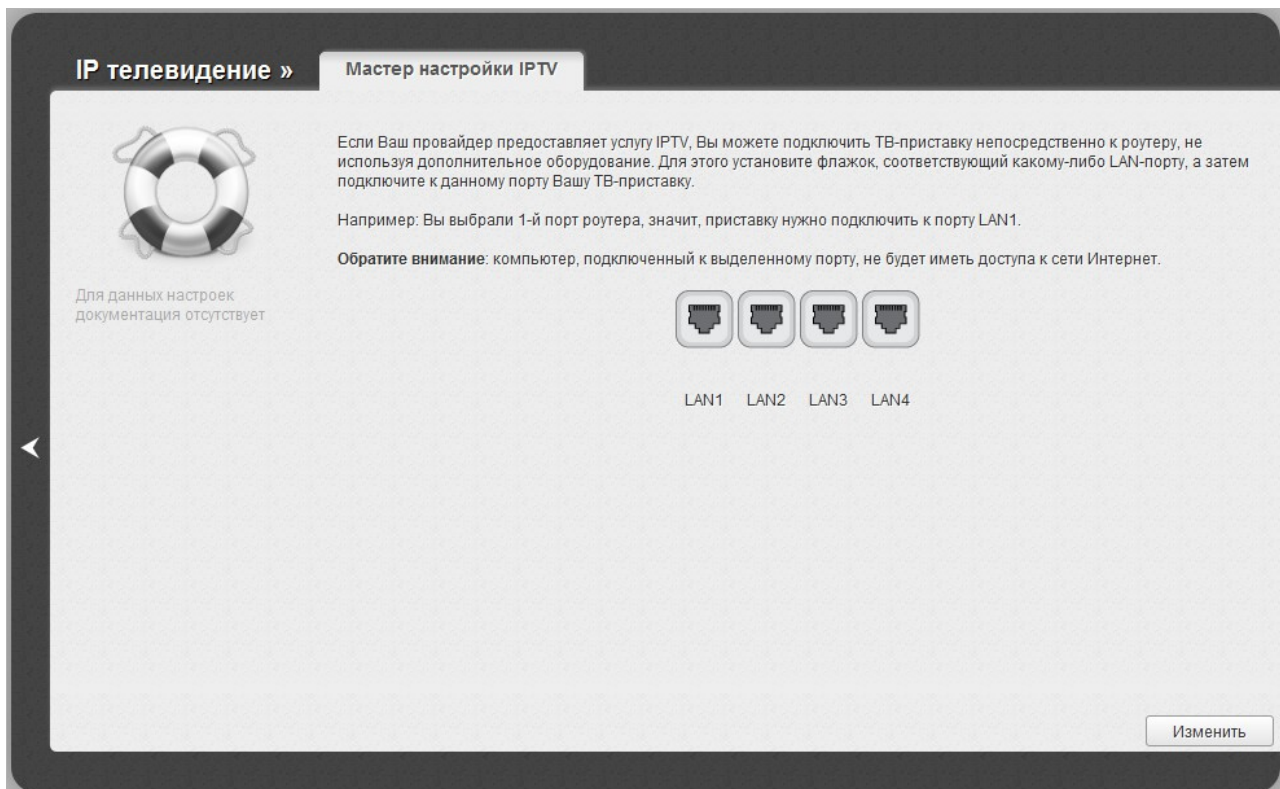 IP телевидение »
Мастер настройки IPTV
Если Ваш провайдер предоставляет услугу IPTV, Вы можете подключить ТВ-приставку непосредственно к роутеру, не
используя дополнительное оборудование. Для этого установите флажок, соответствующий какому-либо LAN-порту, а затем
подключите к данному порту Вашу ТВ-приставку.
Например: Вы выбрали 1-й порт роутера, значит, приставку нужно подключить к порту LAN1.
Обратите внимание: компьютер, подключенный к выделенному порту, не будет иметь доступа к сети Интернет.
Для данных настроек
документация отсутствует
LAN1 LAN2 LAN3 LAN4
Изменить